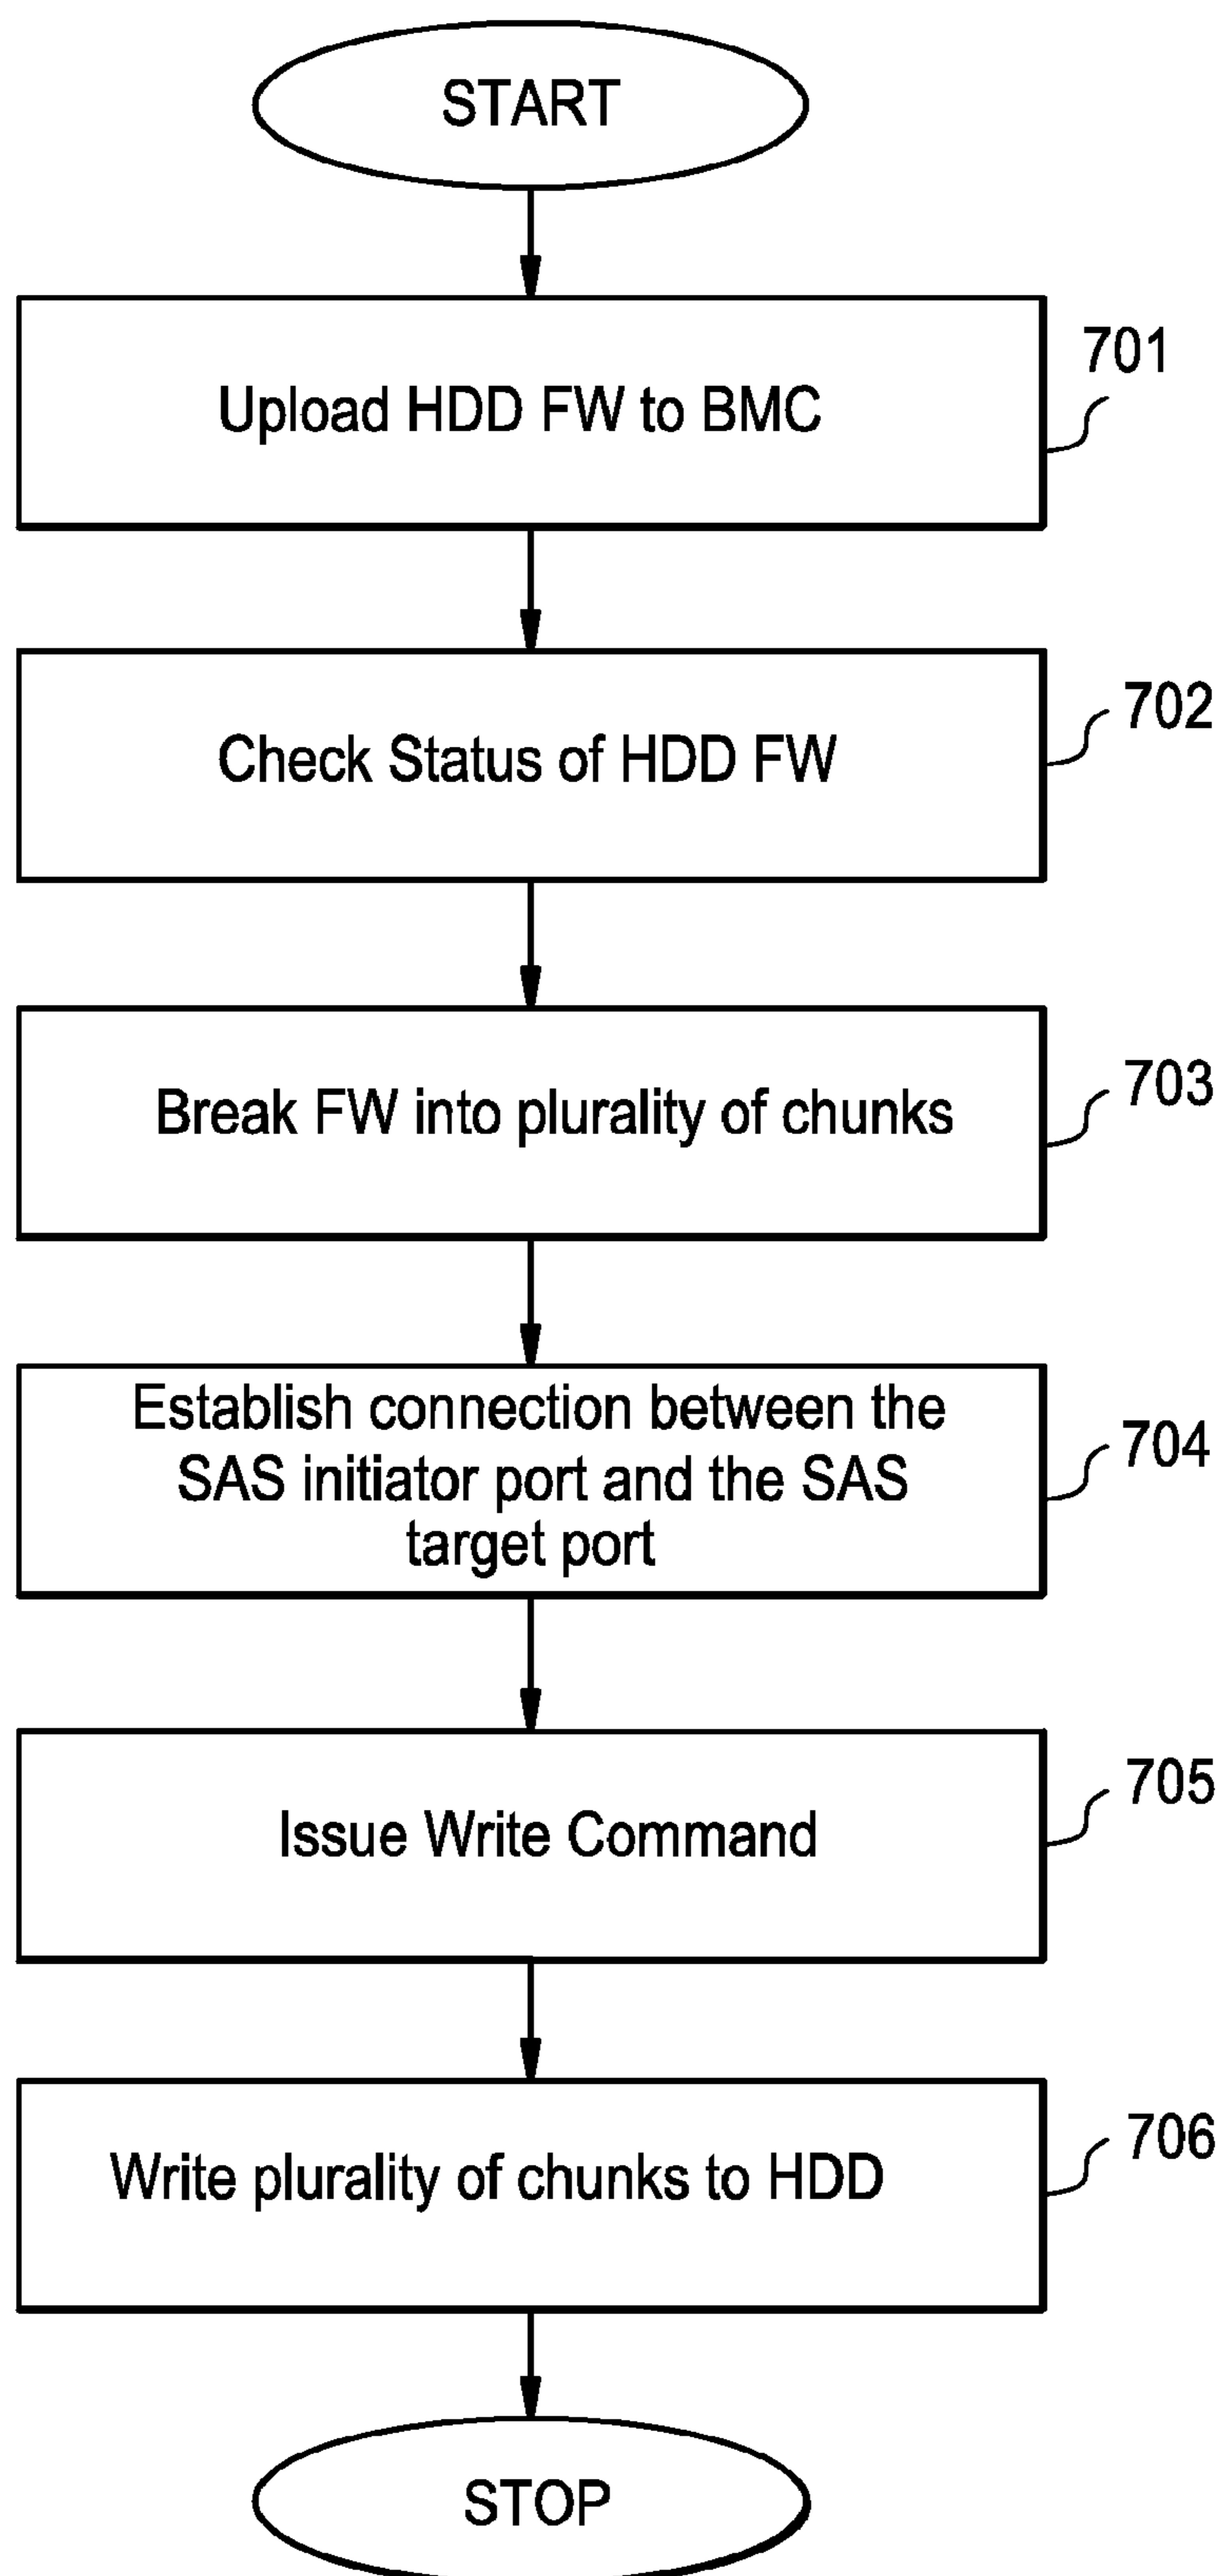 START
Upload HDD FW to BMC
701
Check Status of HDD FW
702
Break FW into plurality of chunks
703
Establish connection between the
SAS initiator port and the SAS
target port
704
Issue Write Command
705
Write plurality of chunks to HDD
706
STOP